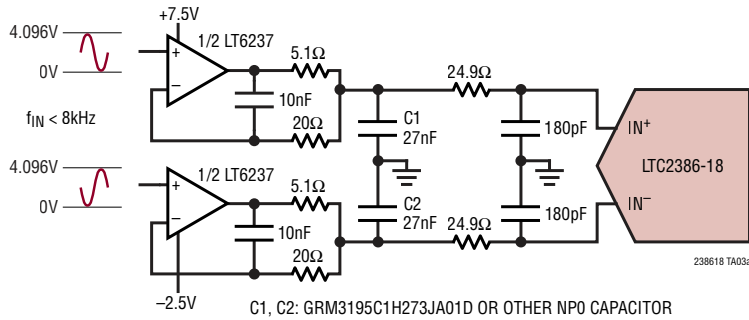 +7.5V
4.096V
0V
1/2 LT6237
5.1Ω
+
–
10nF
20Ω
24.9Ω
C1
27nF
180pF
IN+
fIN < 8kHz
LTC2386-18
4.096V
0V
1/2 LT6237
5.1Ω
+
–
10nF
20Ω
C2
27nF
24.9Ω
180pF
IN–
238618 TA03a
–2.5V
C1, C2: GRM3195C1H273JA01D OR OTHER NP0 CAPACITOR